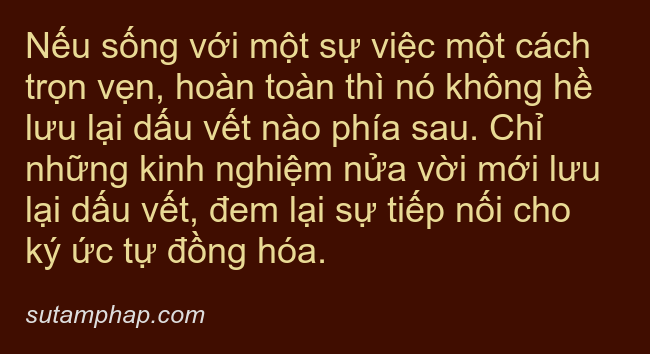 Nếu sống với một sự việc một cách
trọn vẹn, hoàn toàn thì nó không hề
lưu lại dấu vết nào phía sau. Chỉ
những kinh nghiệm nửa vời mới lưu
lại dấu vết, đem lại sự tiếp nối cho
ký ức tự đồng hóa.
sutamphap.com